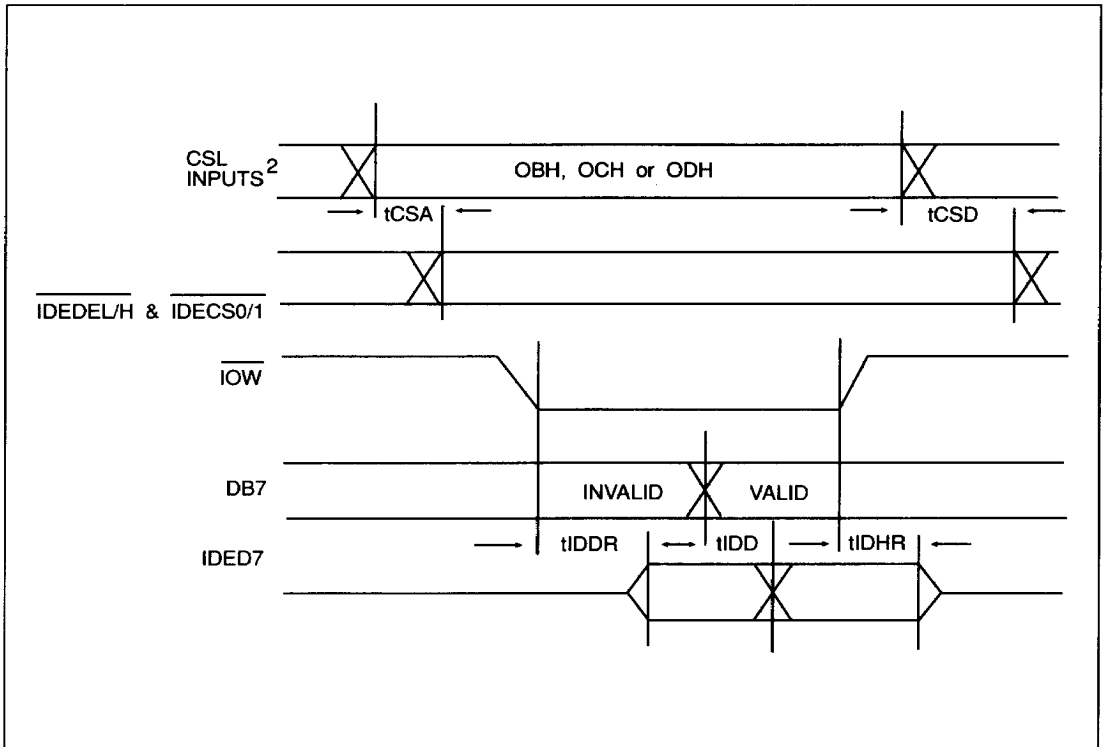 CSL
INPUTS²
OBH, OCH or ODH
tCSA
tCSD
IDEDEL/H & IDECS0/1
IOW
DB7
INVALID
VALID
tIDDR
tIDD
tIDHR
IDED7